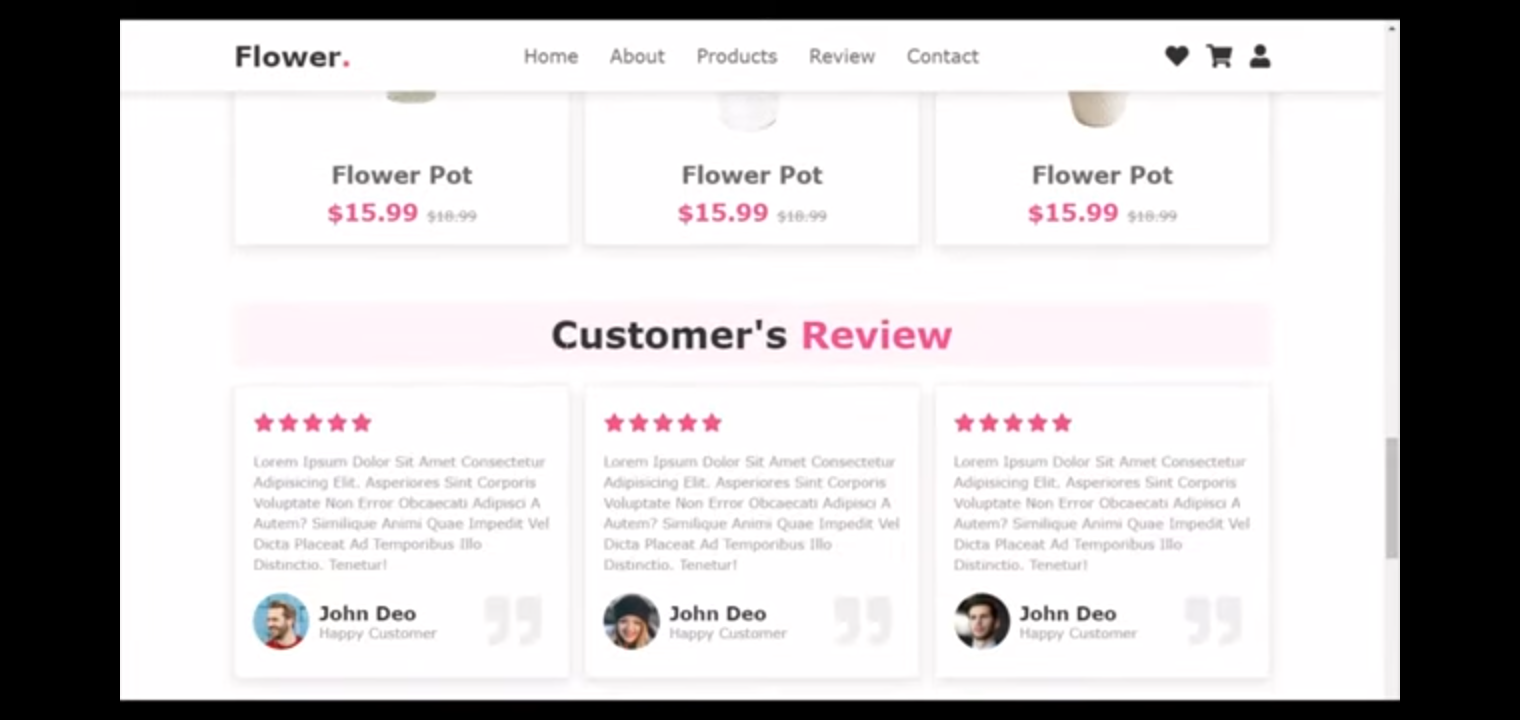 Flower.
Home About Products Review Contact
Flower Pot
$15.99 $18.99
Flower Pot
$15.99 $18.99
Flower Pot
$15.99 $18.99
Customer's Review
Lorem Ipsum Dolor Sit Amet Consectetur
Adipisicing Elit. Asperiores Sint Corporis
Voluptate Non Error Obcaecati Adipisci A
Autem? Similique Animi Quae Impedit Vel
Dicta Placeat Ad Temporibus Illo
Distinctio. Tenetur!
John Deo
Happy Customer
Lorem Ipsum Dolor Sit Amet Consectetur
Adipisicing Elit. Asperiores Sint Corporis
Voluptate Non Error Obcaecati Adipisci A
Autem? Similique Animi Quae Impedit Vel
Dicta Placeat Ad Temporibus Illo
Distinctio. Tenetur!
John Deo
Happy Customer
Lorem Ipsum Dolor Sit Amet Consectetur
Adipisicing Elit. Asperiores Sint Corporis
Voluptate Non Error Obcaecati Adipisci A
Autem? Similique Animi Quae Impedit Vel
Dicta Placeat Ad Temporibus Illo
Distinctio. Tenetur!
John Deo
Happy Customer